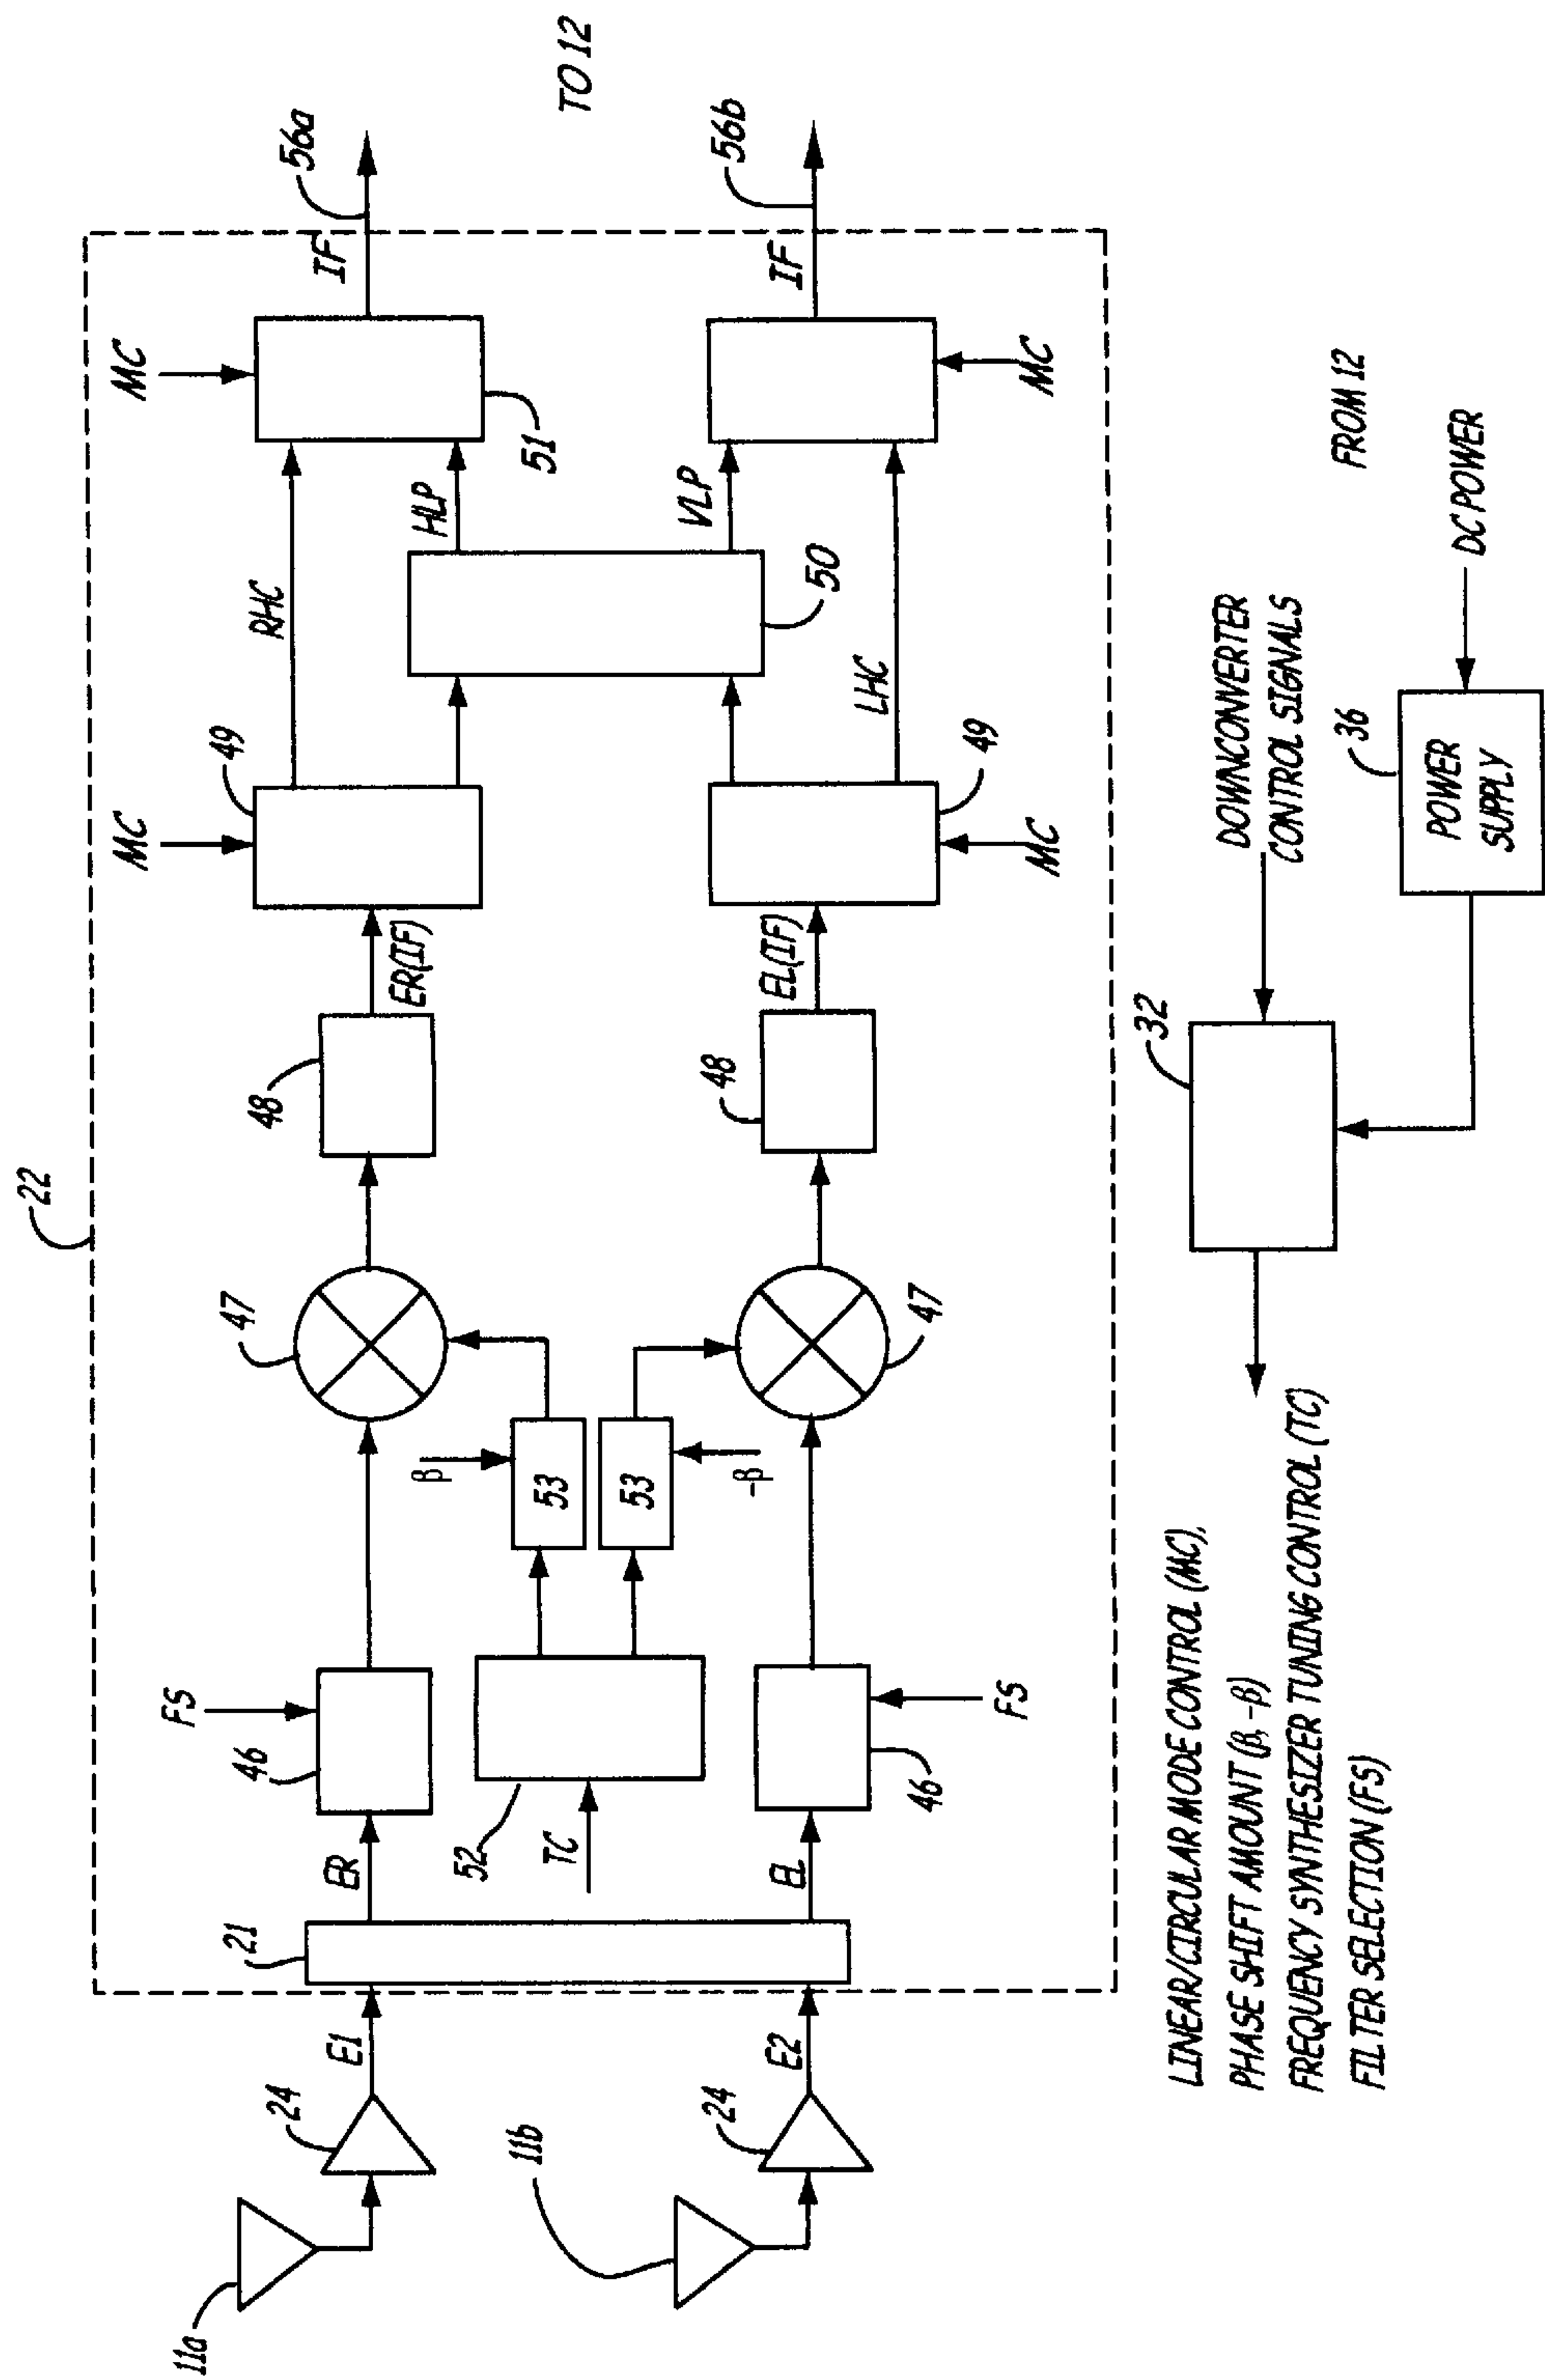 22
11a
24
E1
21
ER
46
FS
47
48
ER(IF)
49
MC
RHC
HLP
51
MC
IF
56a
TO 12
52
TC
53
β
53
-β
50
VLP
11b
24
E2
EL
46
FS
47
48
EL(IF)
49
MC
LHC
MC
IF
56b
LINEAR/CIRCULAR MODE CONTROL (MC),
PHASE SHIFT AMOUNT (β, -β)
FREQUENCY SYNTHESIZER TUNING CONTROL (TC)
FILTER SELECTION (FS)
32
DOWNCONVERTER
CONTROL SIGNALS
FROM 12
36
POWER
SUPPLY
DC POWER